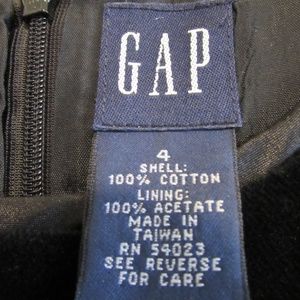 GAP
4
SHELL:
100% COTTON
LINING:
100% ACETATE
MADE IN
TAIWAN
RN 54023
SEE REVERSE
FOR CARE